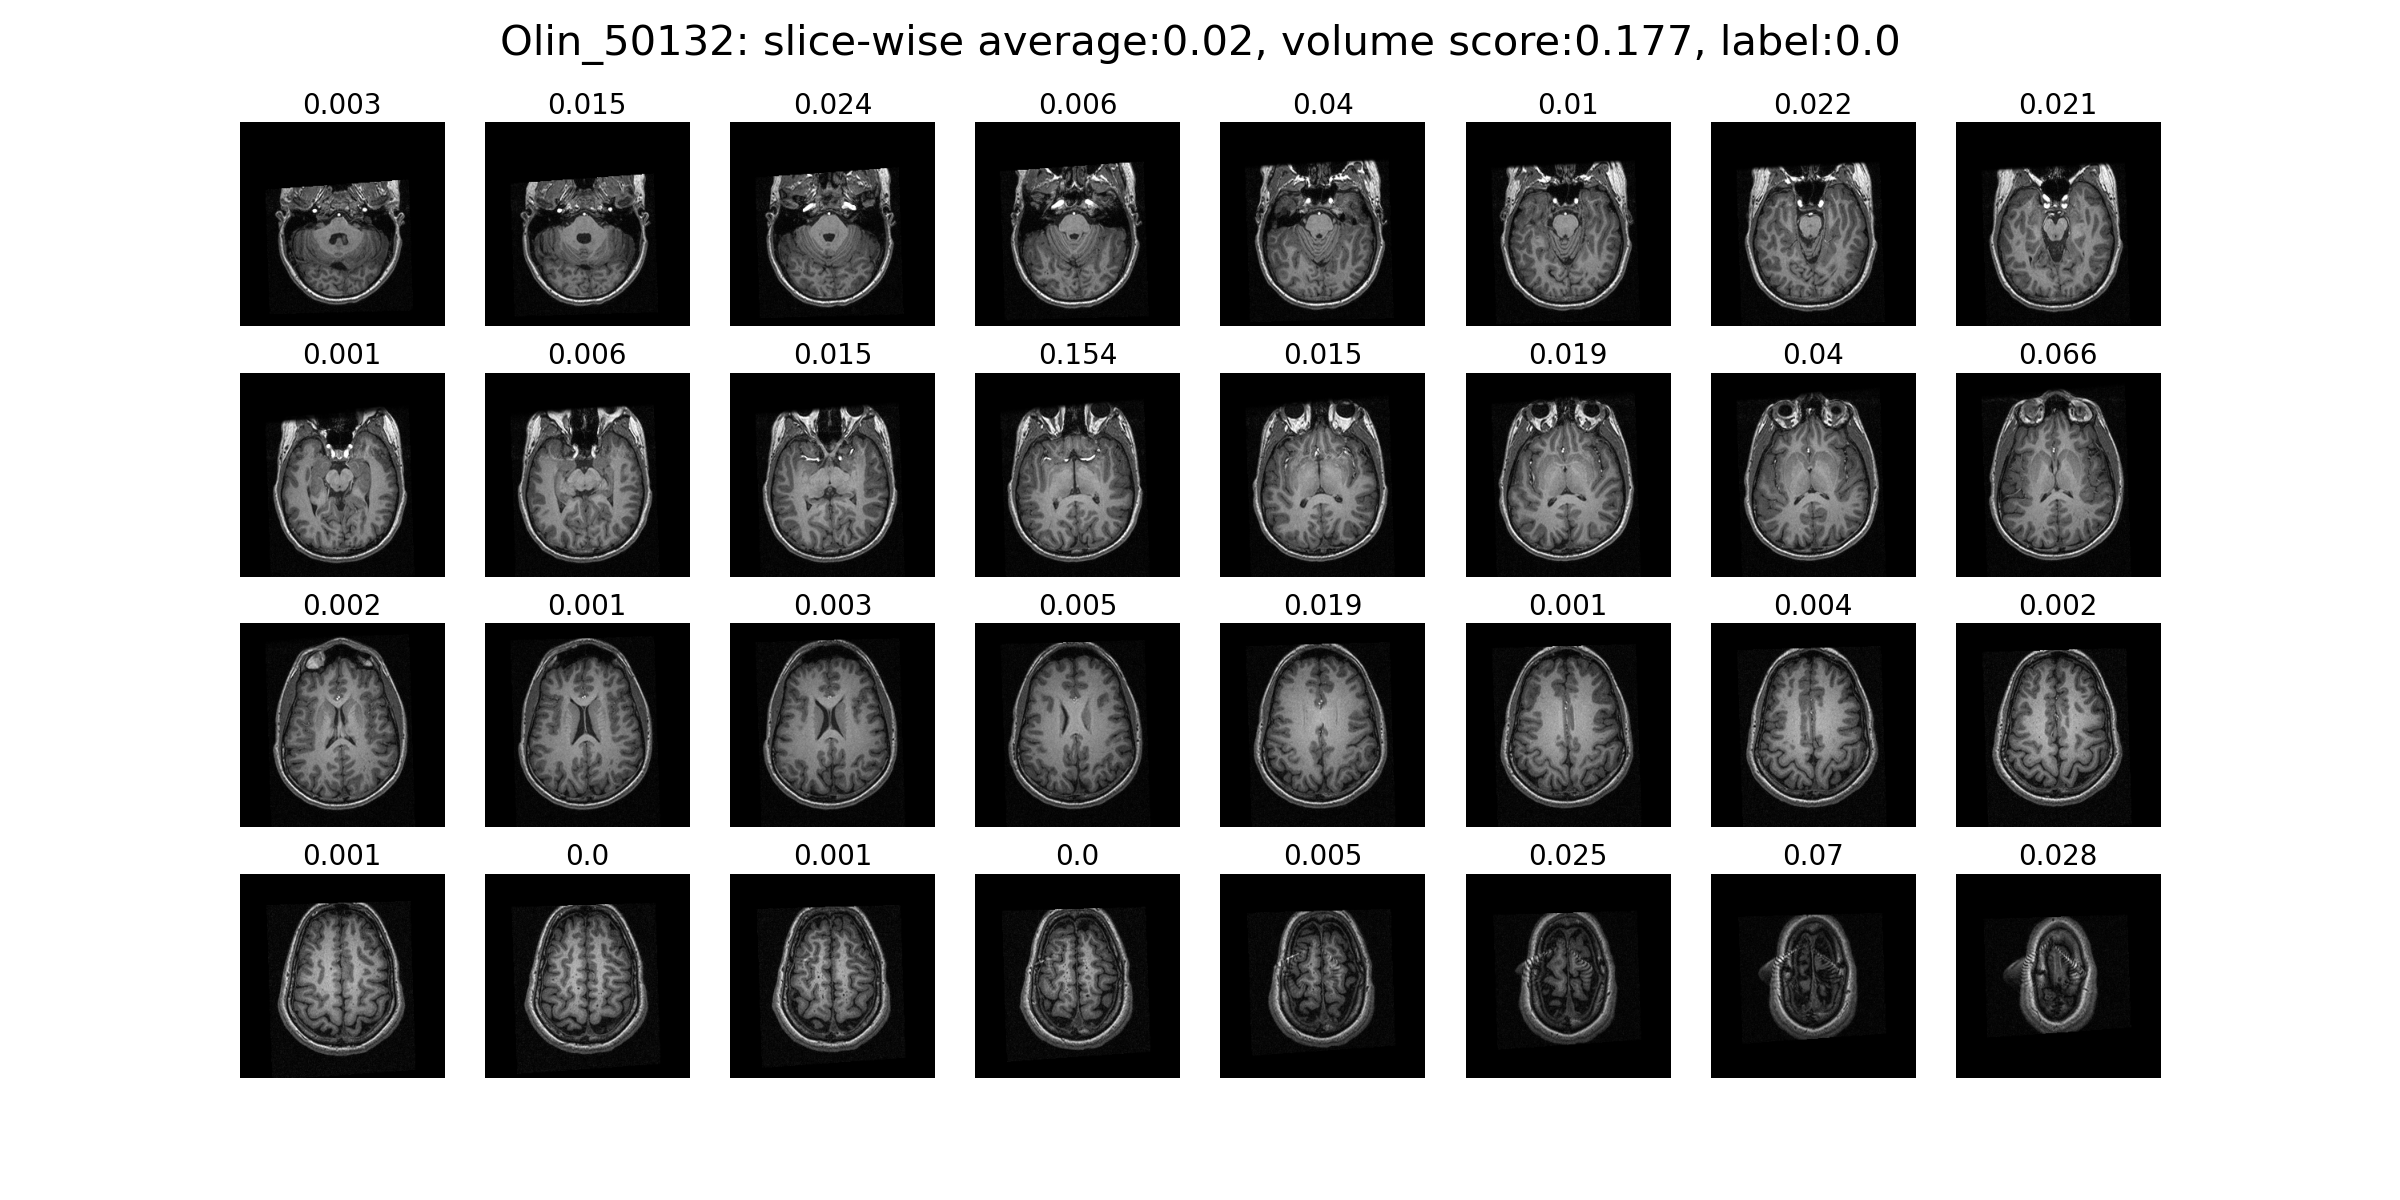 Olin_50132: slice-wise average:0.02, volume score:0.177, label:0.0
0.003 0.015 0.024 0.006 0.04 0.01 0.022 0.021
0.001 0.006 0.015 0.154 0.015 0.019 0.04 0.066
0.002 0.001 0.003 0.005 0.019 0.001 0.004 0.002
0.001 0.0 0.001 0.0 0.005 0.025 0.07 0.028